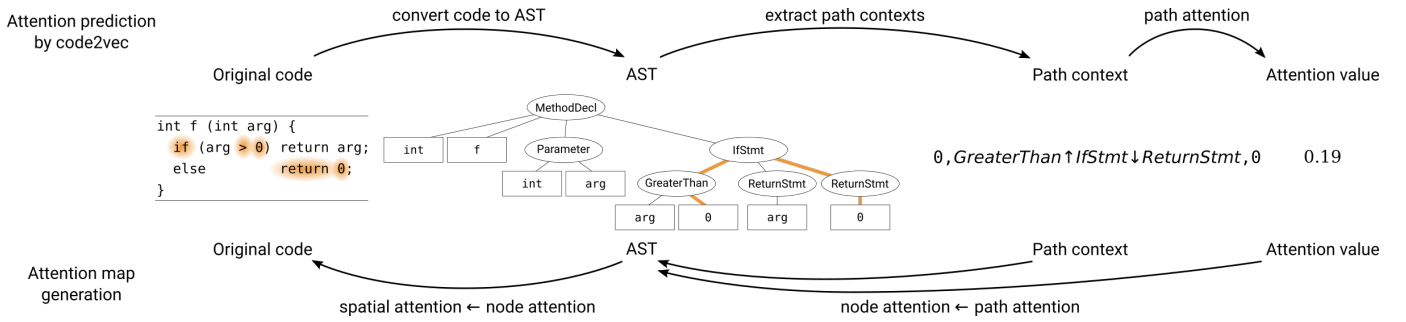 Attention prediction
by code2vec
convert code to AST
extract path contexts
path attention
Original code
AST
Path context
Attention value
int f (int arg) {
if (arg > 0) return arg;
else return 0;
}
MethodDecl
int
f
Parameter
IfStmt
int
arg
GreaterThan
ReturnStmt
ReturnStmt
arg
0
arg
0
0,GreaterThan↑IfStmt↓ReturnStmt,0
0.19
Original code
AST
Path context
Attention value
Attention map
generation
spatial attention ← node attention
node attention ← path attention